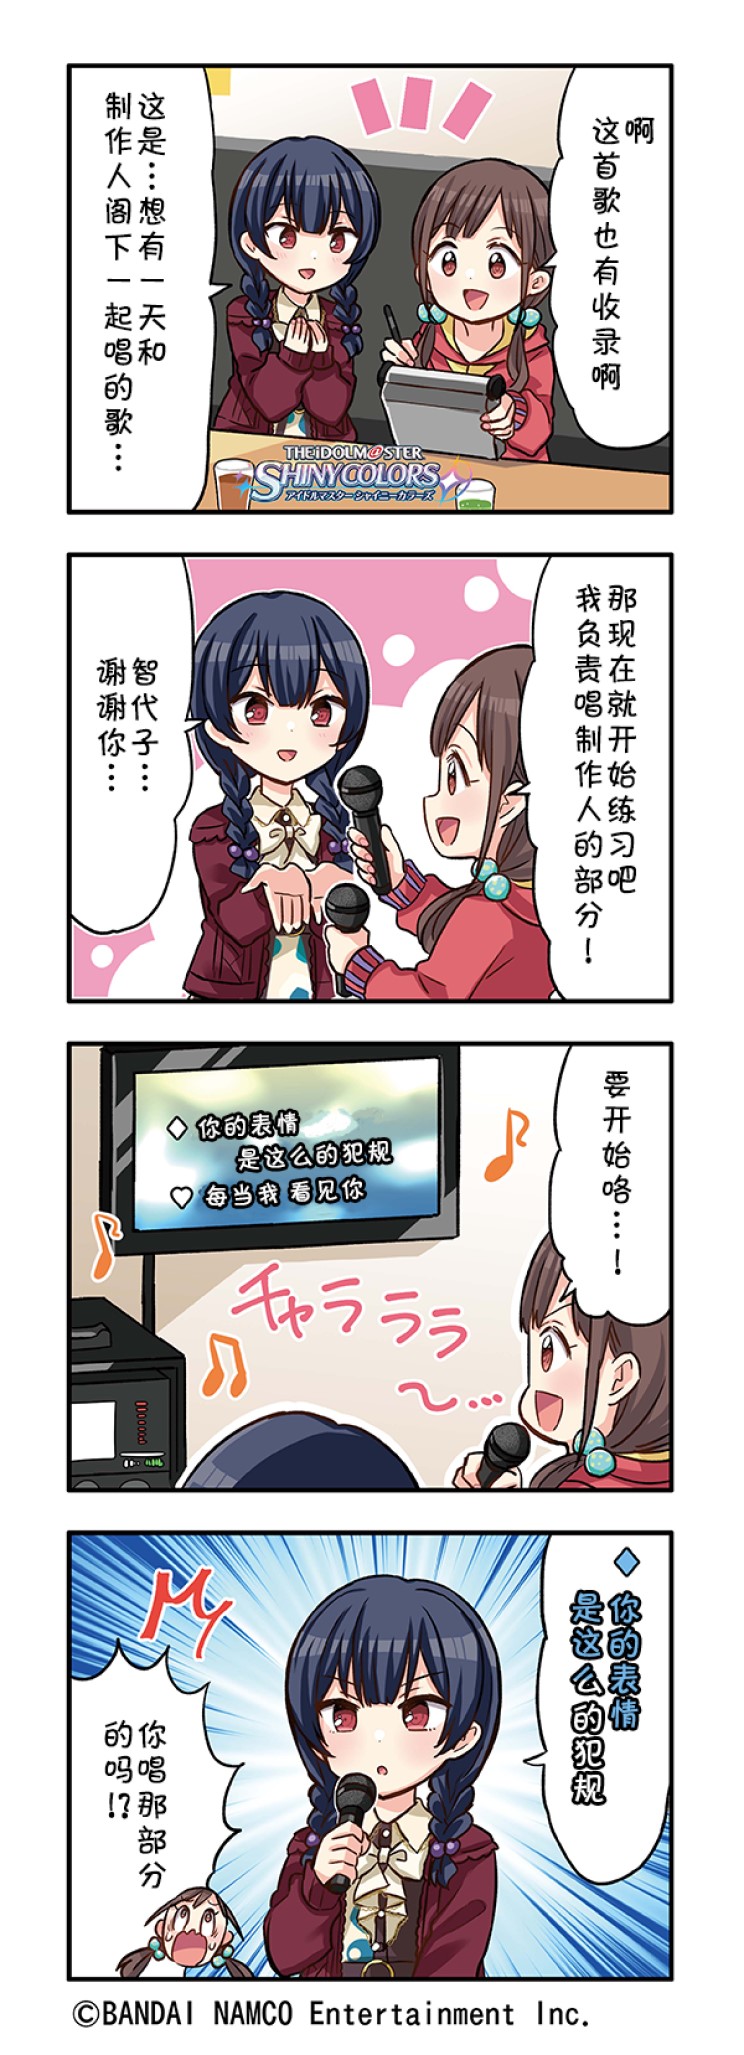 啊
这首歌也有收录啊
这是…想有一天和
制作人阁下一起唱的歌…
THE iDOLM@STER
SHINY COLORS
アイドルマスター シャイニーカラーズ
那现在就开始练习吧
我负责唱制作人的部分！
智代子…
谢谢你…
要开始咯…！
◇ 你的表情
是这么的犯规
♡ 每当我 看见你
チャラララ
～…
◆ 你的表情
是这么的犯规
你唱那部分
的吗!?
©BANDAI NAMCO Entertainment Inc.